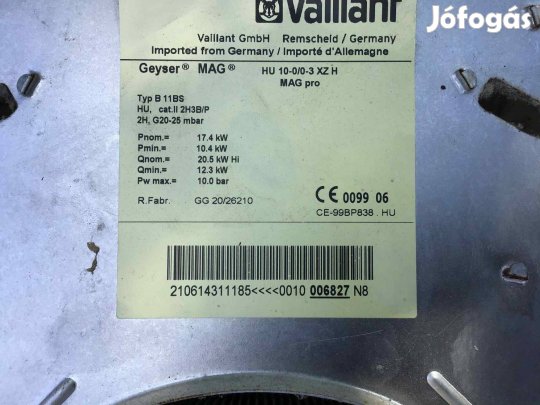 Vaillant
Jófogás
Vaillant GmbH Remscheid / Germany
Imported from Germany / Importé d'Allemagne
Geyser® MAG® HU 10-0/0-3 XZ H
MAG pro
Typ B 11BS
HU, cat.II 2H3B/P
2H, G20-25 mbar
Pnom.= 17.4 kW
Pmin.= 10.4 kW
Qnom.= 20.5 kW Hi
Qmin.= 12.3 kW
Pw max.= 10.0 bar
CE 0099 06
R.Fabr. GG 20/26210
CE-99BP838 . HU
210614311185<<<<0010 006827 N8